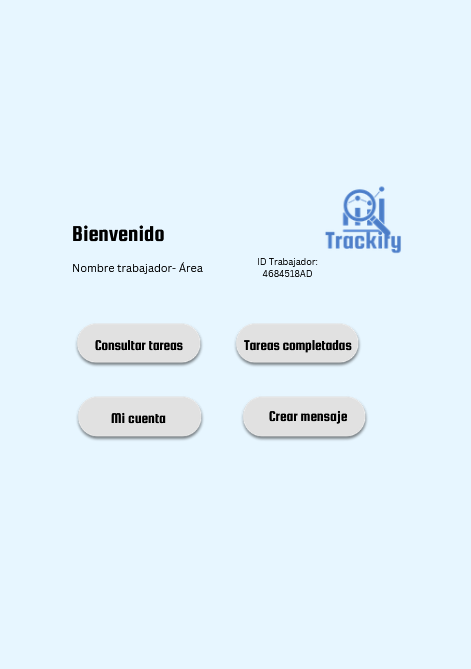 Trackify
Bienvenido
Nombre trabajador- Área
ID Trabajador:
4684518AD
Consultar tareas
Tareas completadas
Mi cuenta
Crear mensaje